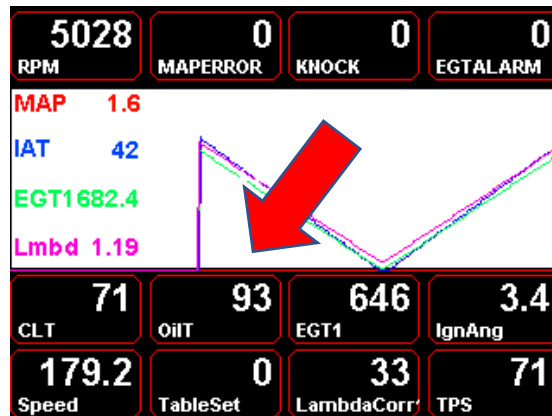 5028 0 0 0
RPM MAPERROR KNOCK EGTALARM
MAP 1.6
IAT 42
EGT1682.4
Lmbd 1.19
71 93 646 3.4
CLT OilT EGT1 IgnAng
179.2 0 33 71
Speed TableSet LambdaCorr TPS